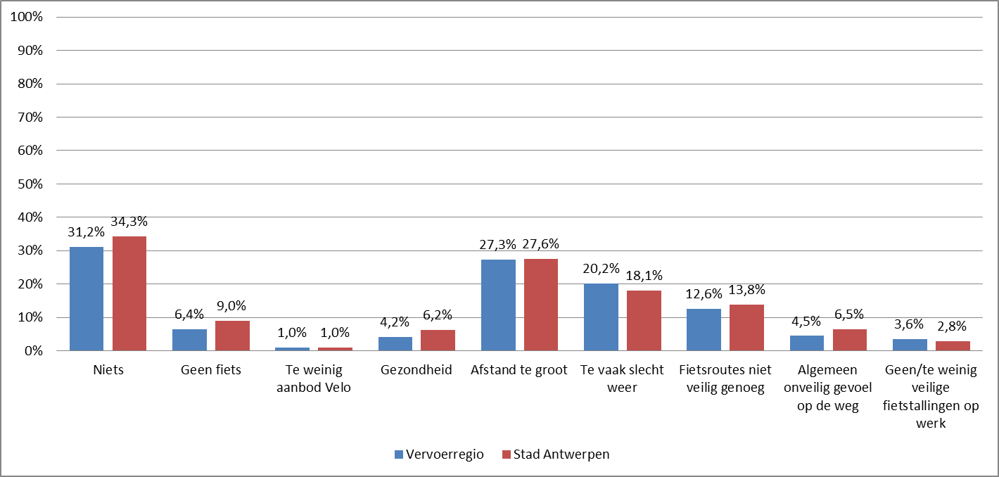 100%
90%
80%
70%
60%
50%
40%
30%
20%
10%
0%
31,2% 34,3%
6,4% 9,0%
1,0% 1,0%
4,2% 6,2%
27,3% 27,6%
20,2% 18,1%
12,6% 13,8%
4,5% 6,5%
3,6% 2,8%
Niets
Geen fiets
Te weinig
aanbod Velo
Gezondheid
Afstand te groot
Te vaak slecht
weer
Fietsroutes niet
veilig genoeg
Algemeen
onveilig gevoel
op de weg
Geen/te weinig
veilige
fietstallingen op
werk
Vervoerregio
Stad Antwerpen